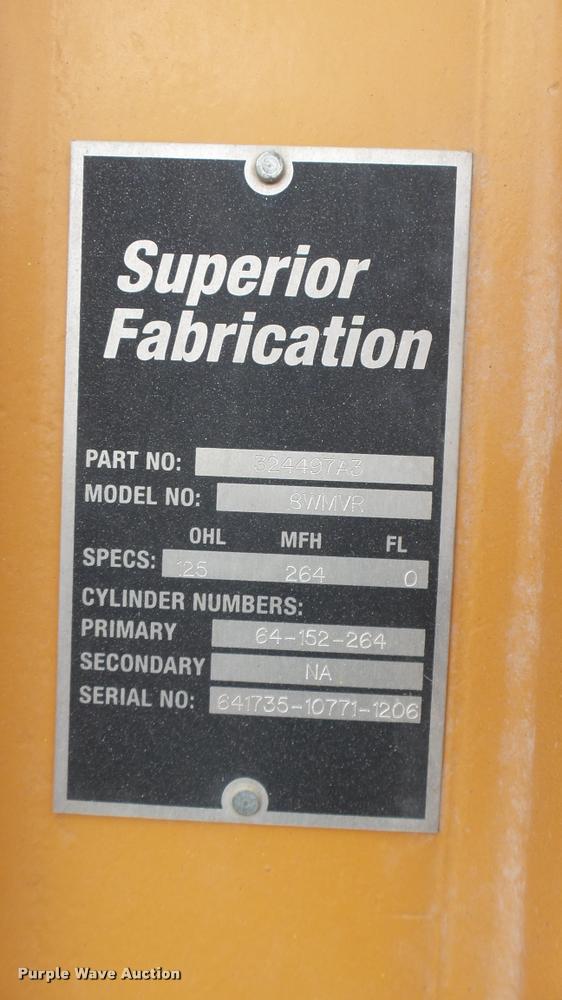 Superior
Fabrication
PART NO: 324497A3
MODEL NO: 8WMVR
OHL MFH FL
SPECS: 125 264 0
CYLINDER NUMBERS:
PRIMARY 64-152-264
SECONDARY NA
SERIAL NO: 641735-10771-1206
Purple Wave Auction